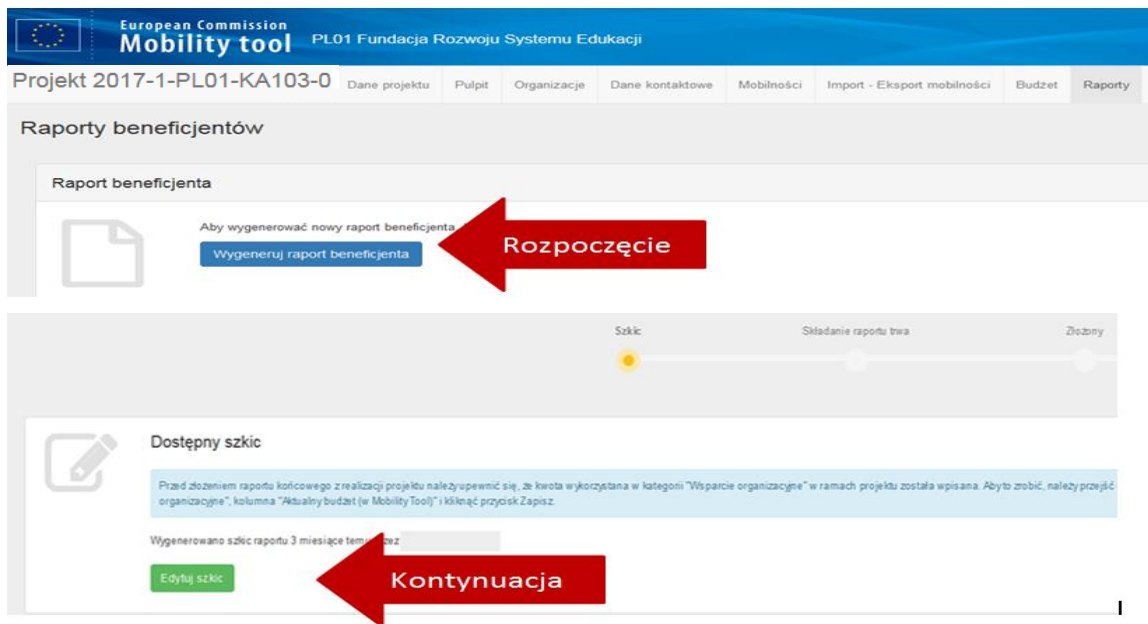 European Commission
Mobility tool PL01 Fundacja Rozwoju Systemu Edukacji
Projekt 2017-1-PL01-KA103-0 Dane projektu Pulpit Organizacje Dane kontaktowe Mobilności Import - Eksport mobilności Budżet Raporty
Raporty beneficjentów
Raport beneficjenta
Aby wygenerować nowy raport beneficjenta
Wygeneruj raport beneficjenta
Rozpoczęcie
Szkic Składanie raportu trwa Złożony
Dostępny szkic
Przed złożeniem raportu końcowego z realizacji projektu należy upewnić się, że kwota wykorzystana w kategorii "Wsparcie organizacyjne" w ramach projektu została wpisana. Aby to zrobić, należy przejść
organizacyjne", kolumna "Aktualny budżet (w Mobility Tool)" i kliknąć przycisk Zapisz.
Wygenerowano szkic raportu 3 miesiące temu
Edytuj szkic
Kontynuacja